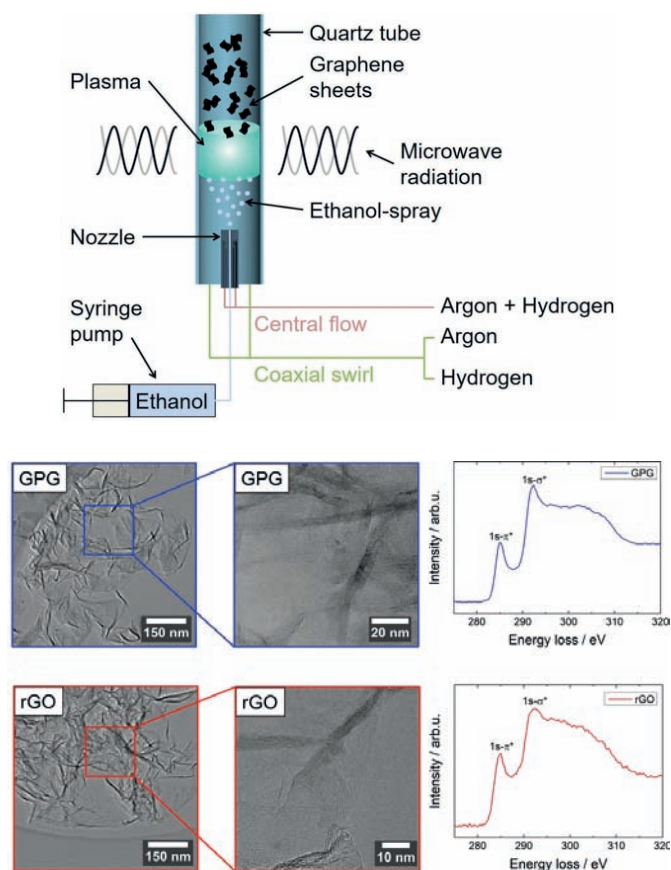 Quartz tube
Graphene
sheets
Plasma
Microwave
radiation
Ethanol-spray
Nozzle
Syringe
pump
Central flow
Argon + Hydrogen
Argon
Coaxial swirl
Hydrogen
Ethanol
GPG
150 nm
GPG
20 nm
Intensity / arb.u.
1s-π*
1s-σ*
GPG
280 290 300 310 320
Energy loss / eV
rGO
150 nm
rGO
10 nm
Intensity / arb.u.
1s-π*
1s-σ*
rGO
280 290 300 310 320
Energy loss / eV